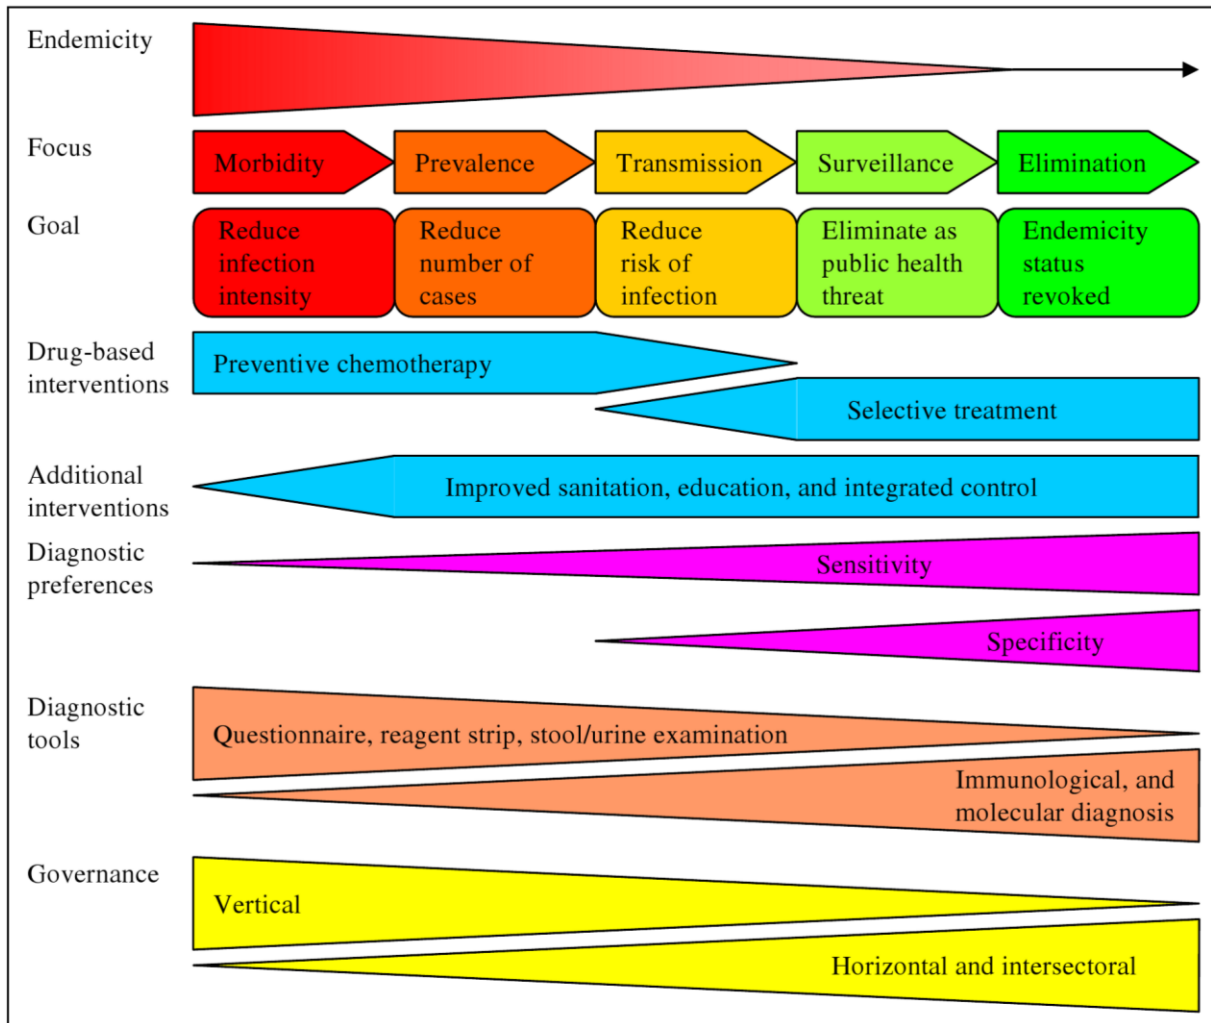 Endemicity
Focus
Morbidity
Prevalence
Transmission
Surveillance
Elimination
Goal
Reduce
infection
intensity
Reduce
number of
cases
Reduce
risk of
infection
Eliminate as
public health
threat
Endemicity
status
revoked
Drug-based
interventions
Preventive chemotherapy
Selective treatment
Additional
interventions
Improved sanitation, education, and integrated control
Diagnostic
preferences
Sensitivity
Specificity
Diagnostic
tools
Questionnaire, reagent strip, stool/urine examination
Immunological, and
molecular diagnosis
Governance
Vertical
Horizontal and intersectoral